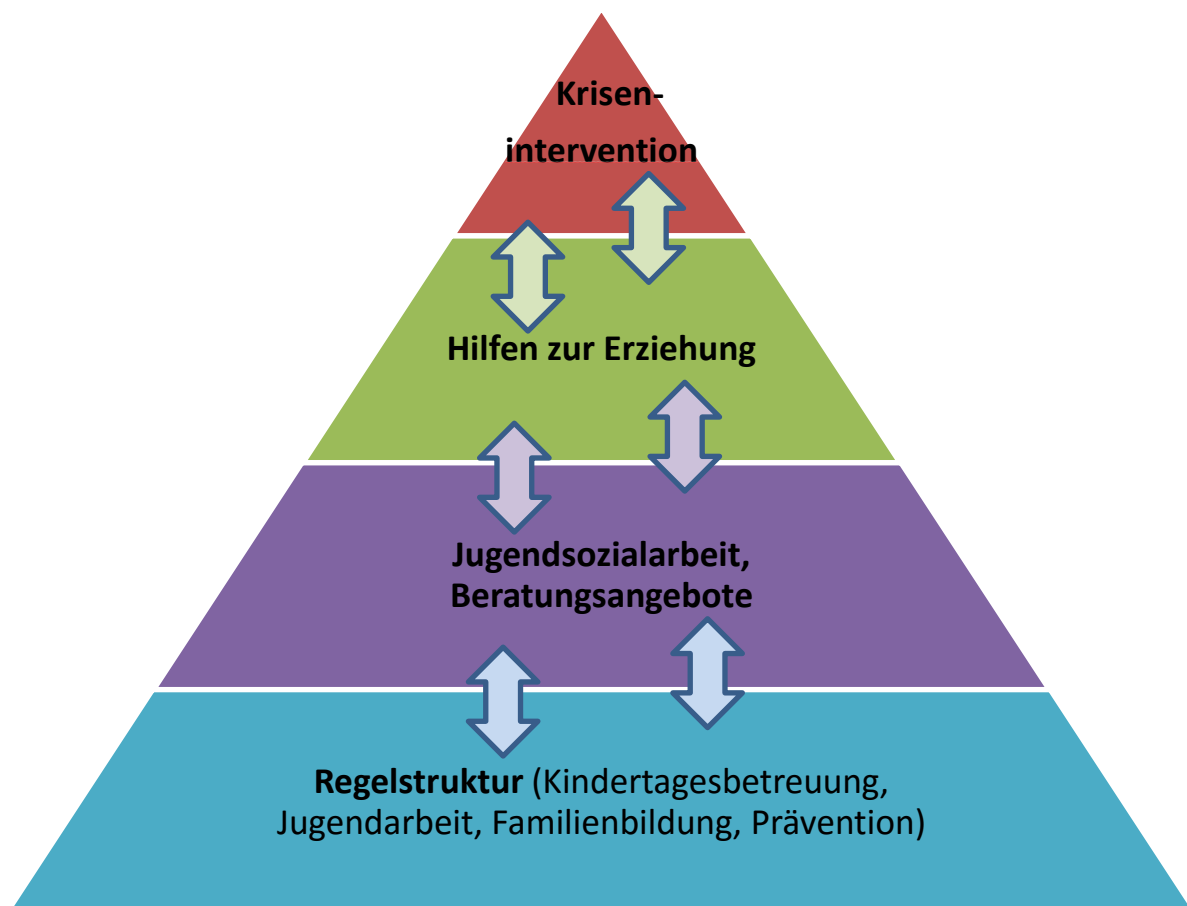 Krisen-
intervention
Hilfen zur Erziehung
Jugendsozialarbeit,
Beratungsangebote
Regelstruktur (Kindertagesbetreuung,
Jugendarbeit, Familienbildung, Prävention)